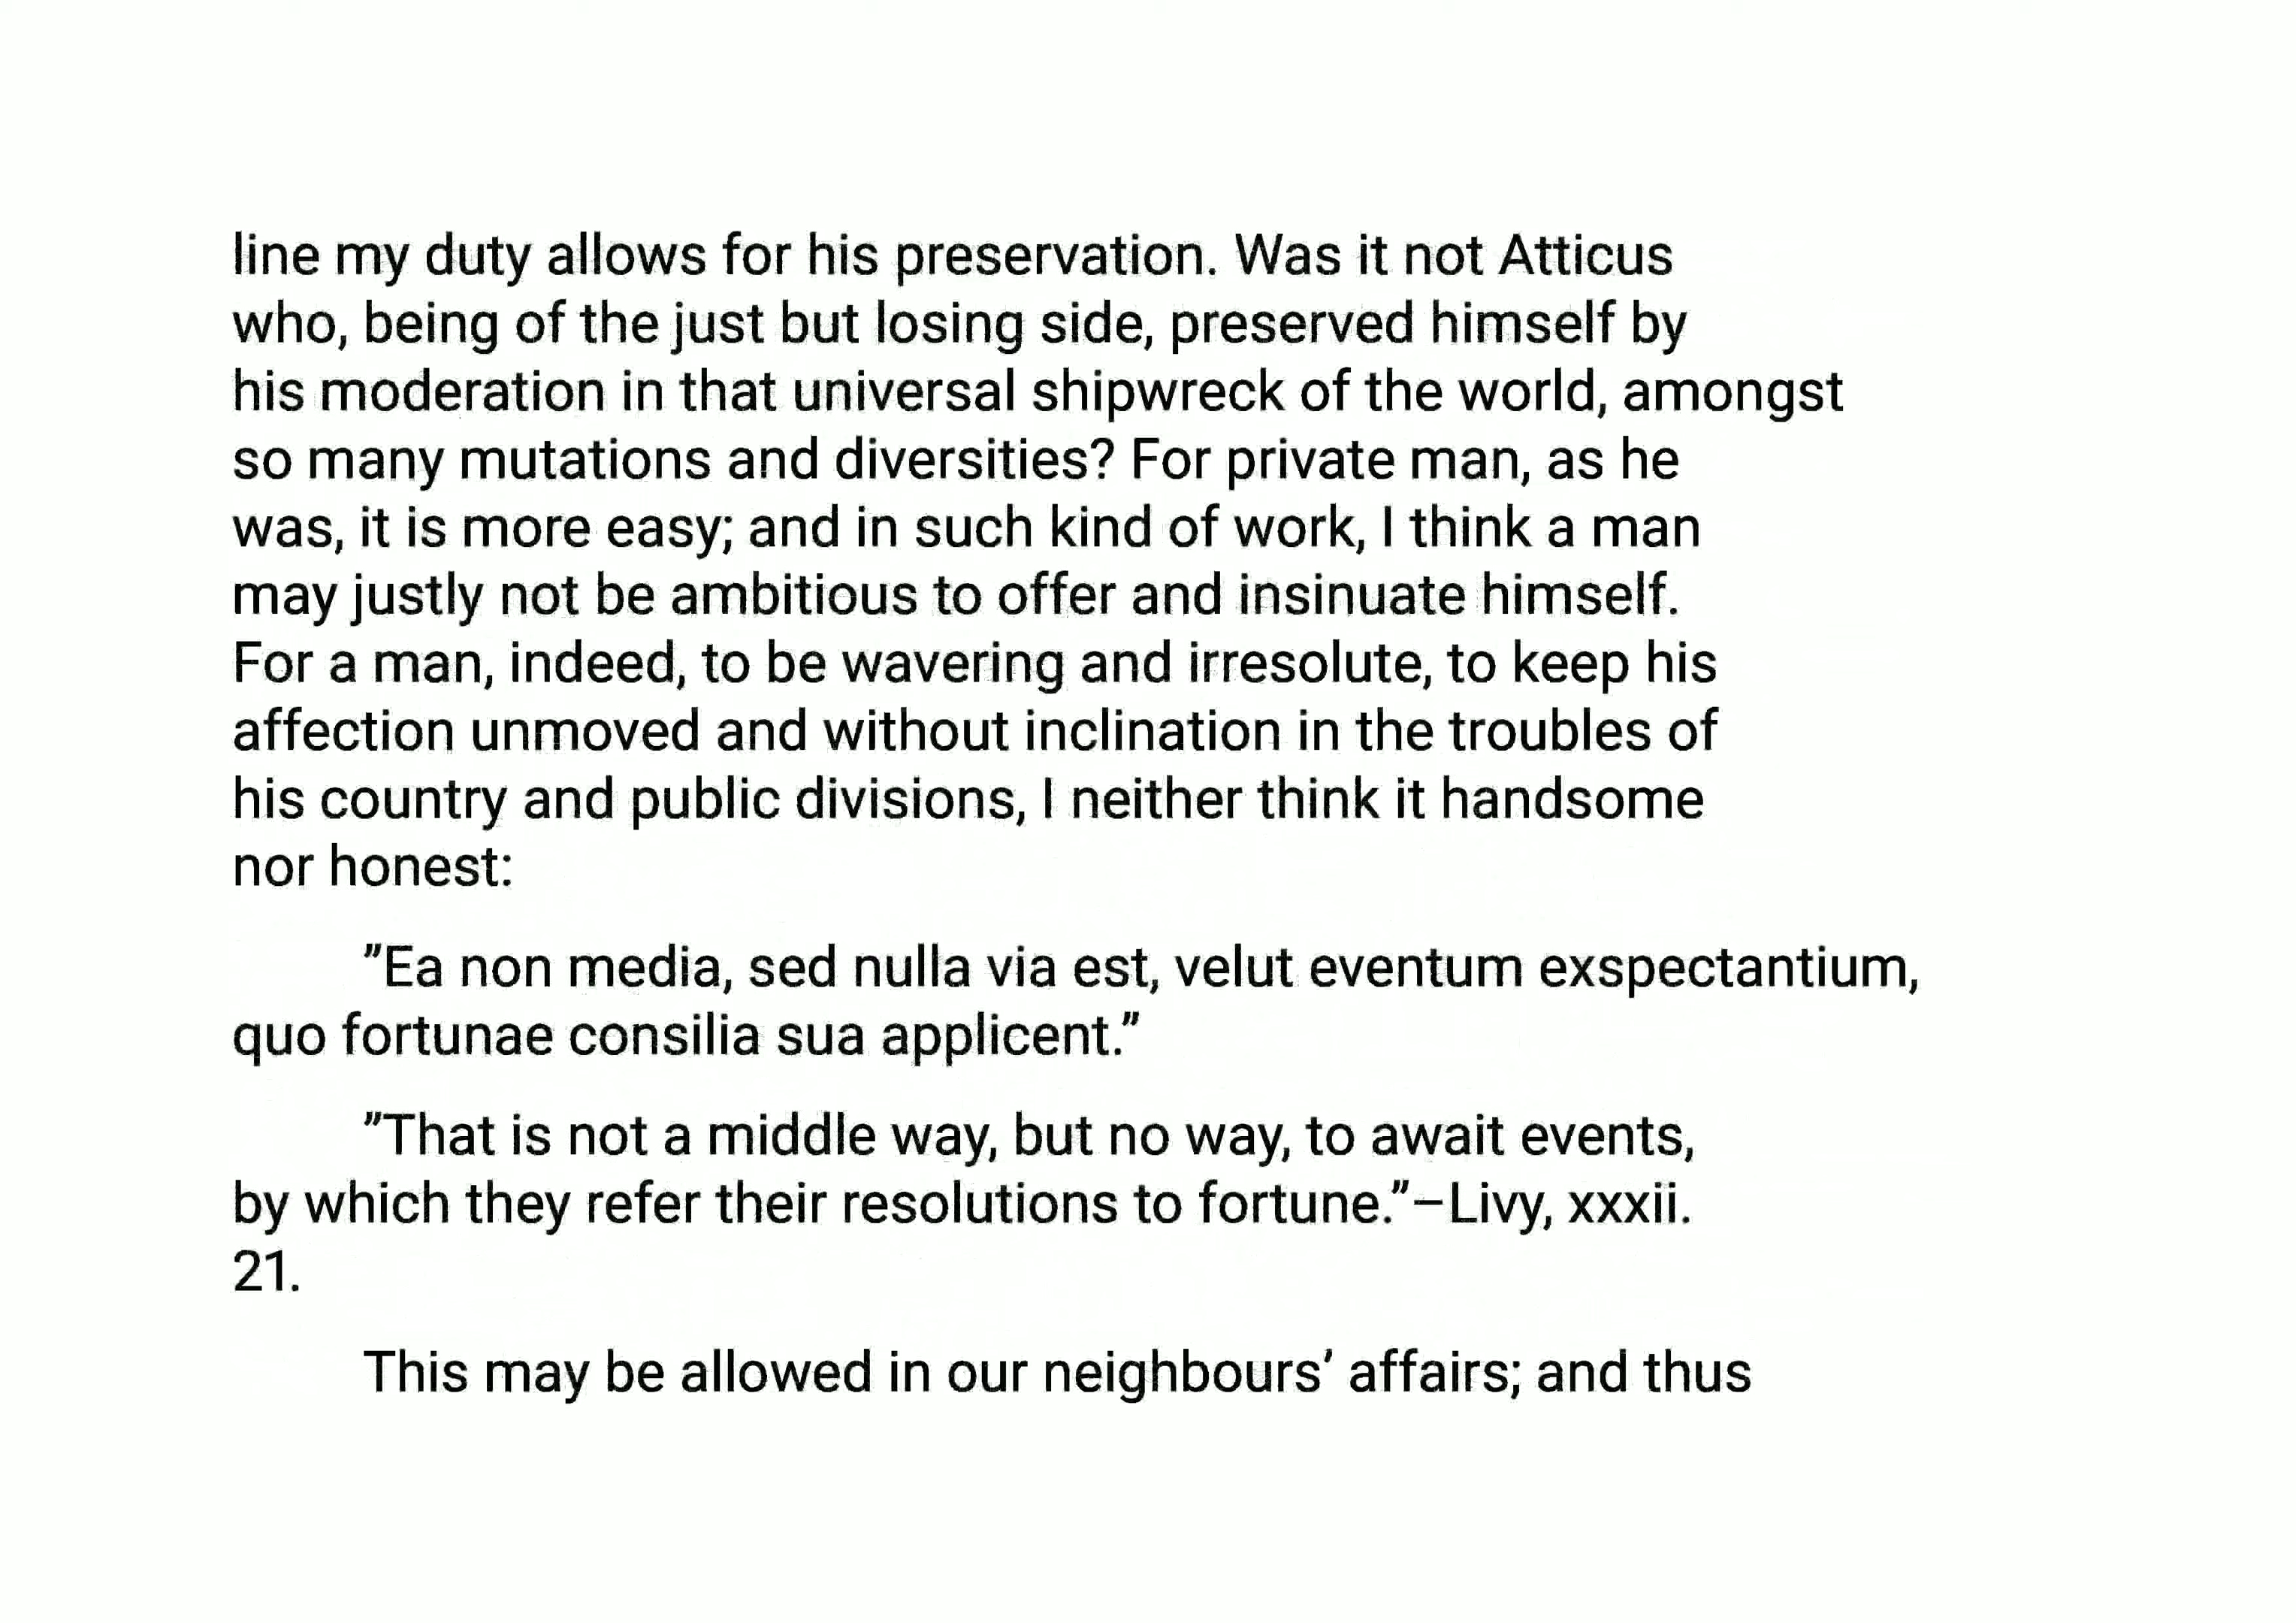 line my duty allows for his preservation. Was it not Atticus
who, being of the just but losing side, preserved himself by
his moderation in that universal shipwreck of the world, amongst
so many mutations and diversities? For private man, as he
was, it is more easy; and in such kind of work, I think a man
may justly not be ambitious to offer and insinuate himself.
For a man, indeed, to be wavering and irresolute, to keep his
affection unmoved and without inclination in the troubles of
his country and public divisions, I neither think it handsome
nor honest:
”Ea non media, sed nulla via est, velut eventum exspectantium,
quo fortunae consilia sua applicent.”
”That is not a middle way, but no way, to await events,
by which they refer their resolutions to fortune.”–Livy, xxxii.
21.
This may be allowed in our neighbours’ affairs; and thus